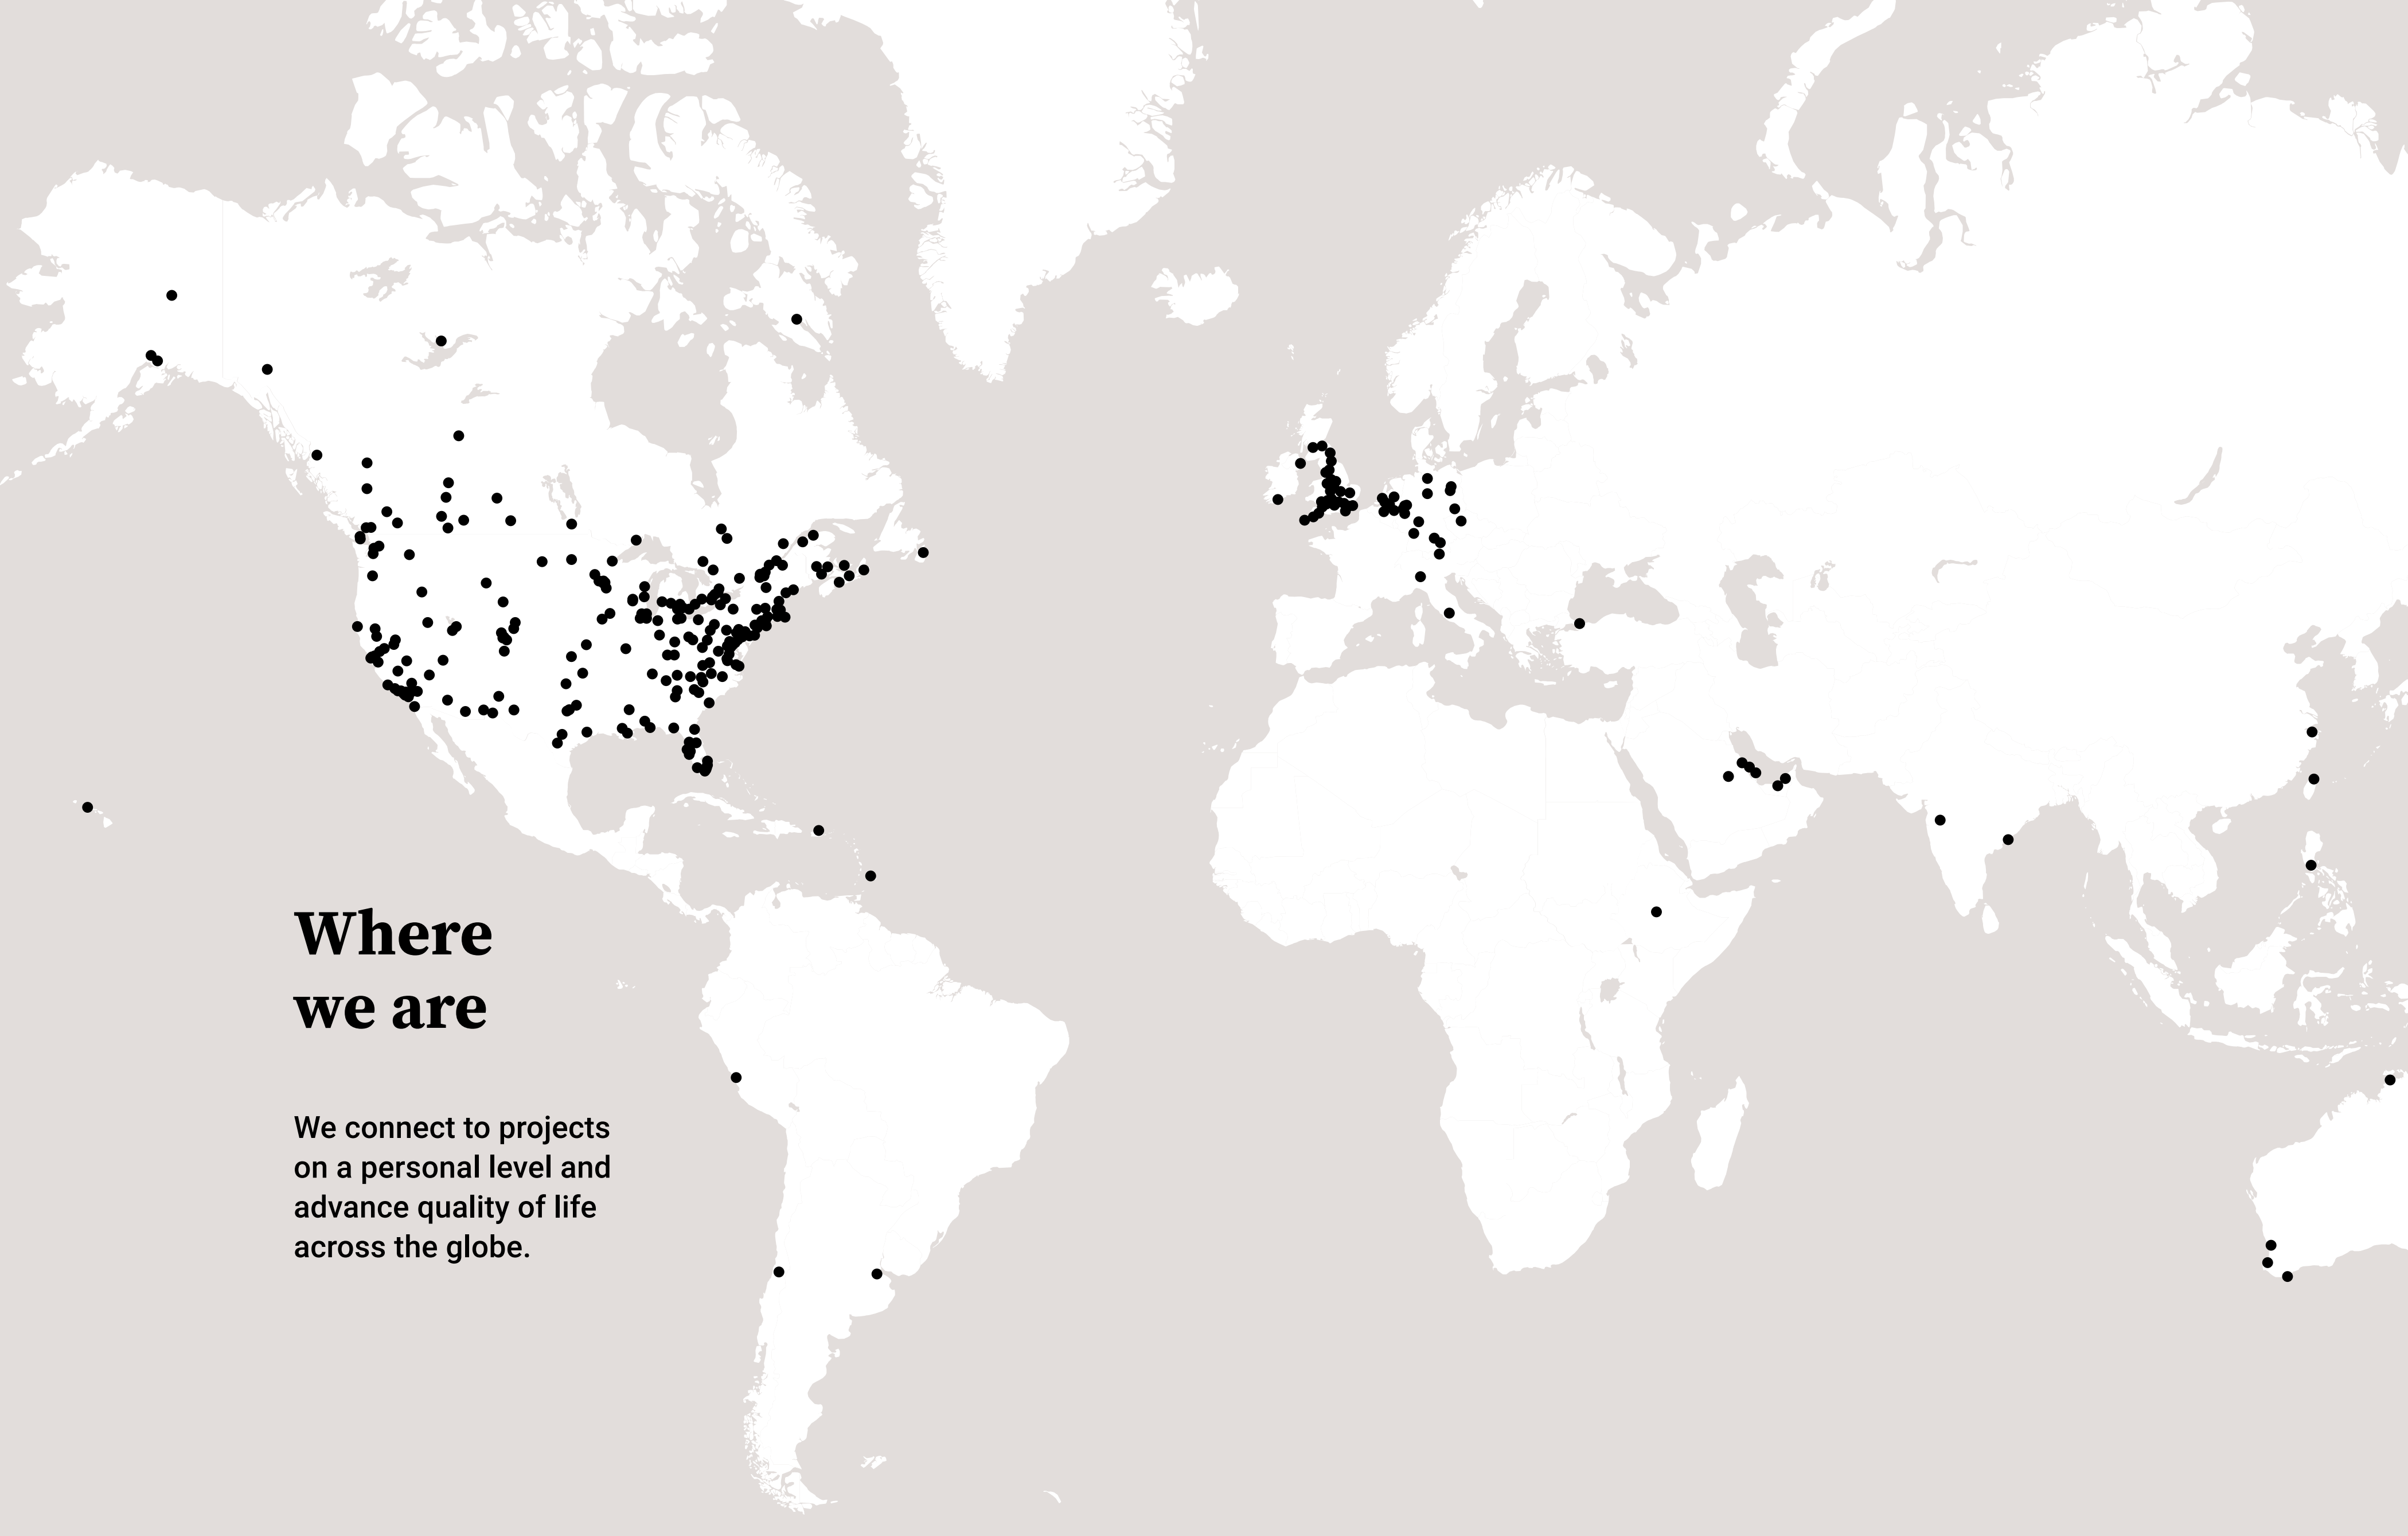 Where
we are
We connect to projects
on a personal level and
advance quality of life
across the globe.